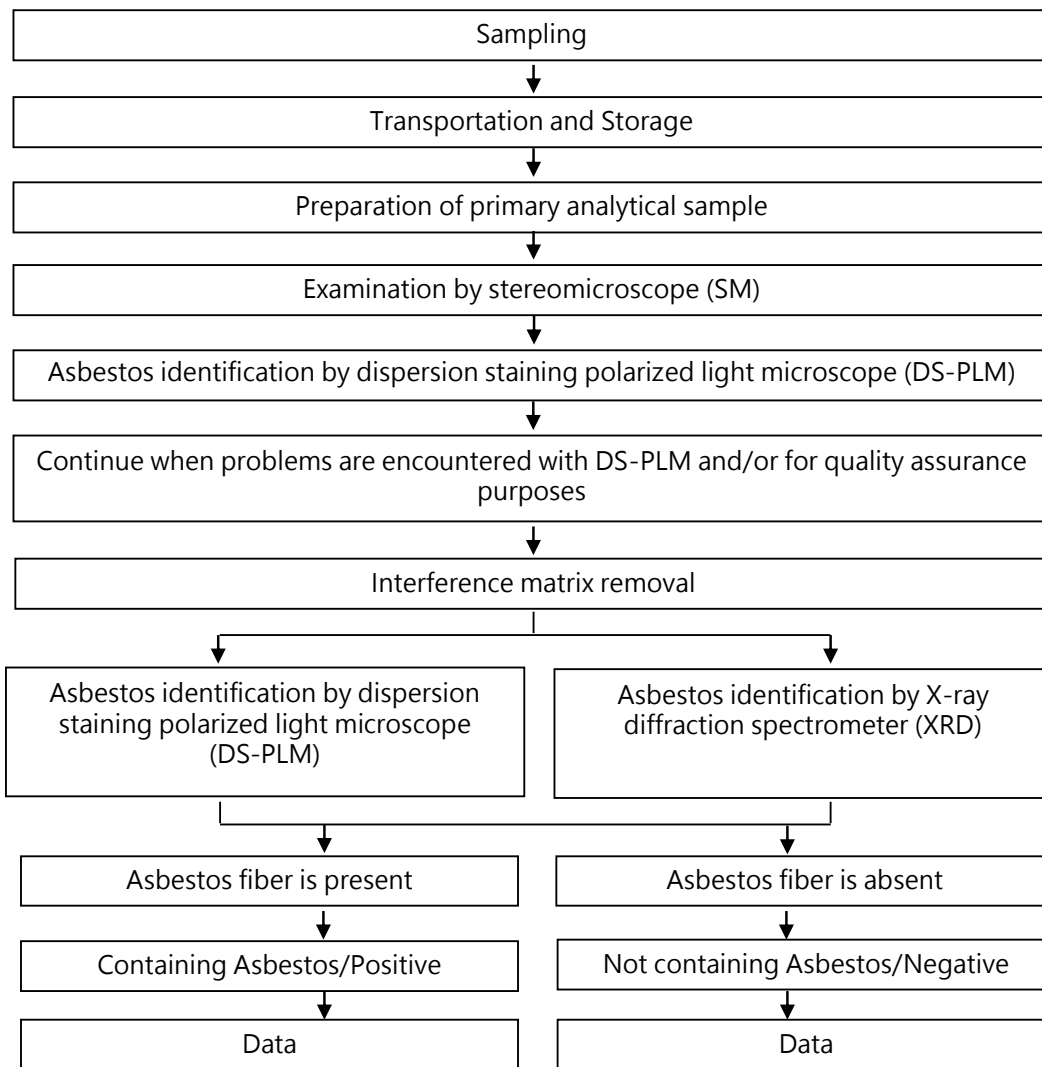 Sampling
Transportation and Storage
Preparation of primary analytical sample
Examination by stereomicroscope (SM)
Asbestos identification by dispersion staining polarized light microscope (DS-PLM)
Continue when problems are encountered with DS-PLM and/or for quality assurance
purposes
Interference matrix removal
Asbestos identification by dispersion
staining polarized light microscope
(DS-PLM)
Asbestos identification by X-ray
diffraction spectrometer (XRD)
Asbestos fiber is present
Asbestos fiber is absent
Containing Asbestos/Positive
Not containing Asbestos/Negative
Data
Data